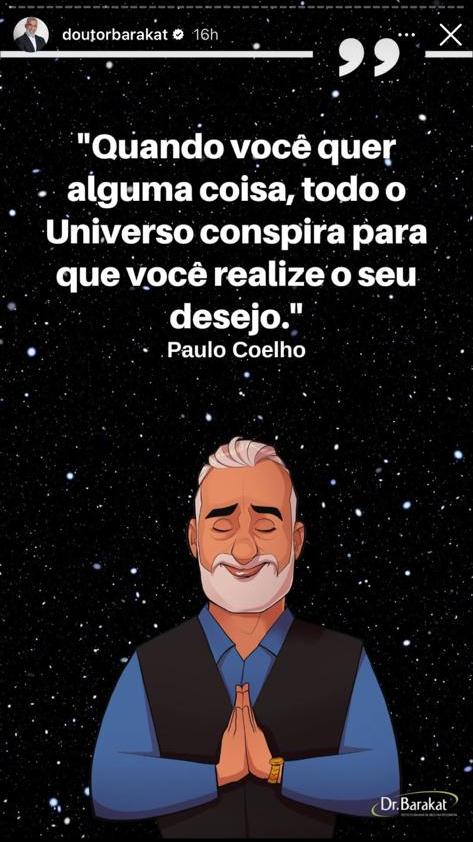 doutorbarakat 16h
"Quando você quer
alguma coisa, todo o
Universo conspira para
que você realize o seu
desejo."
Paulo Coelho
Dr.Barakat